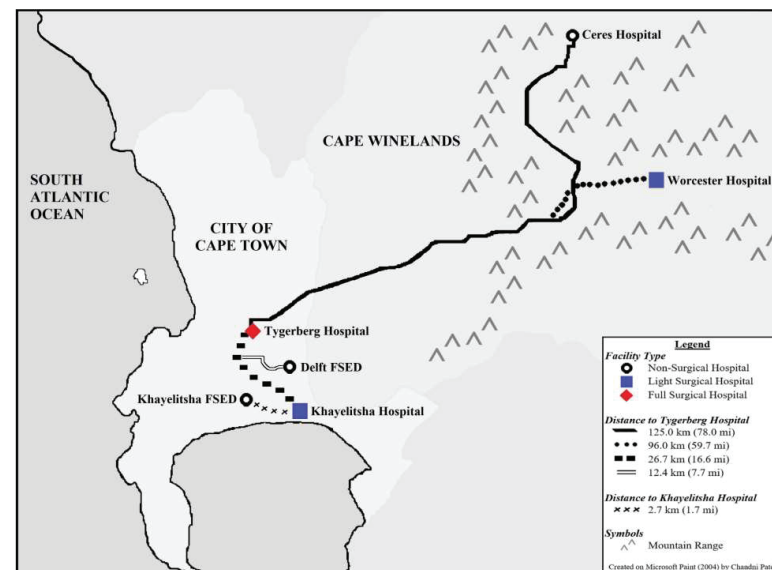 Ceres Hospital
CAPE WINELANDS
SOUTH
ATLANTIC
OCEAN
Worcester Hospital
CITY OF
CAPE TOWN
Tygerberg Hospital
Delft FSED
Khayelitsha FSED
Khayelitsha Hospital
Legend
Facility Type
Non-Surgical Hospital
Light Surgical Hospital
Full Surgical Hospital
Distance to Tygerberg Hospital
125.0 km (78.0 mi)
96.0 km (59.7 mi)
26.7 km (16.6 mi)
12.4 km (7.7 mi)
Distance to Khayelitsha Hospital
2.7 km (1.7 mi)
Symbols
Mountain Range
Created on Microsoft Paint (2004) by Chandni